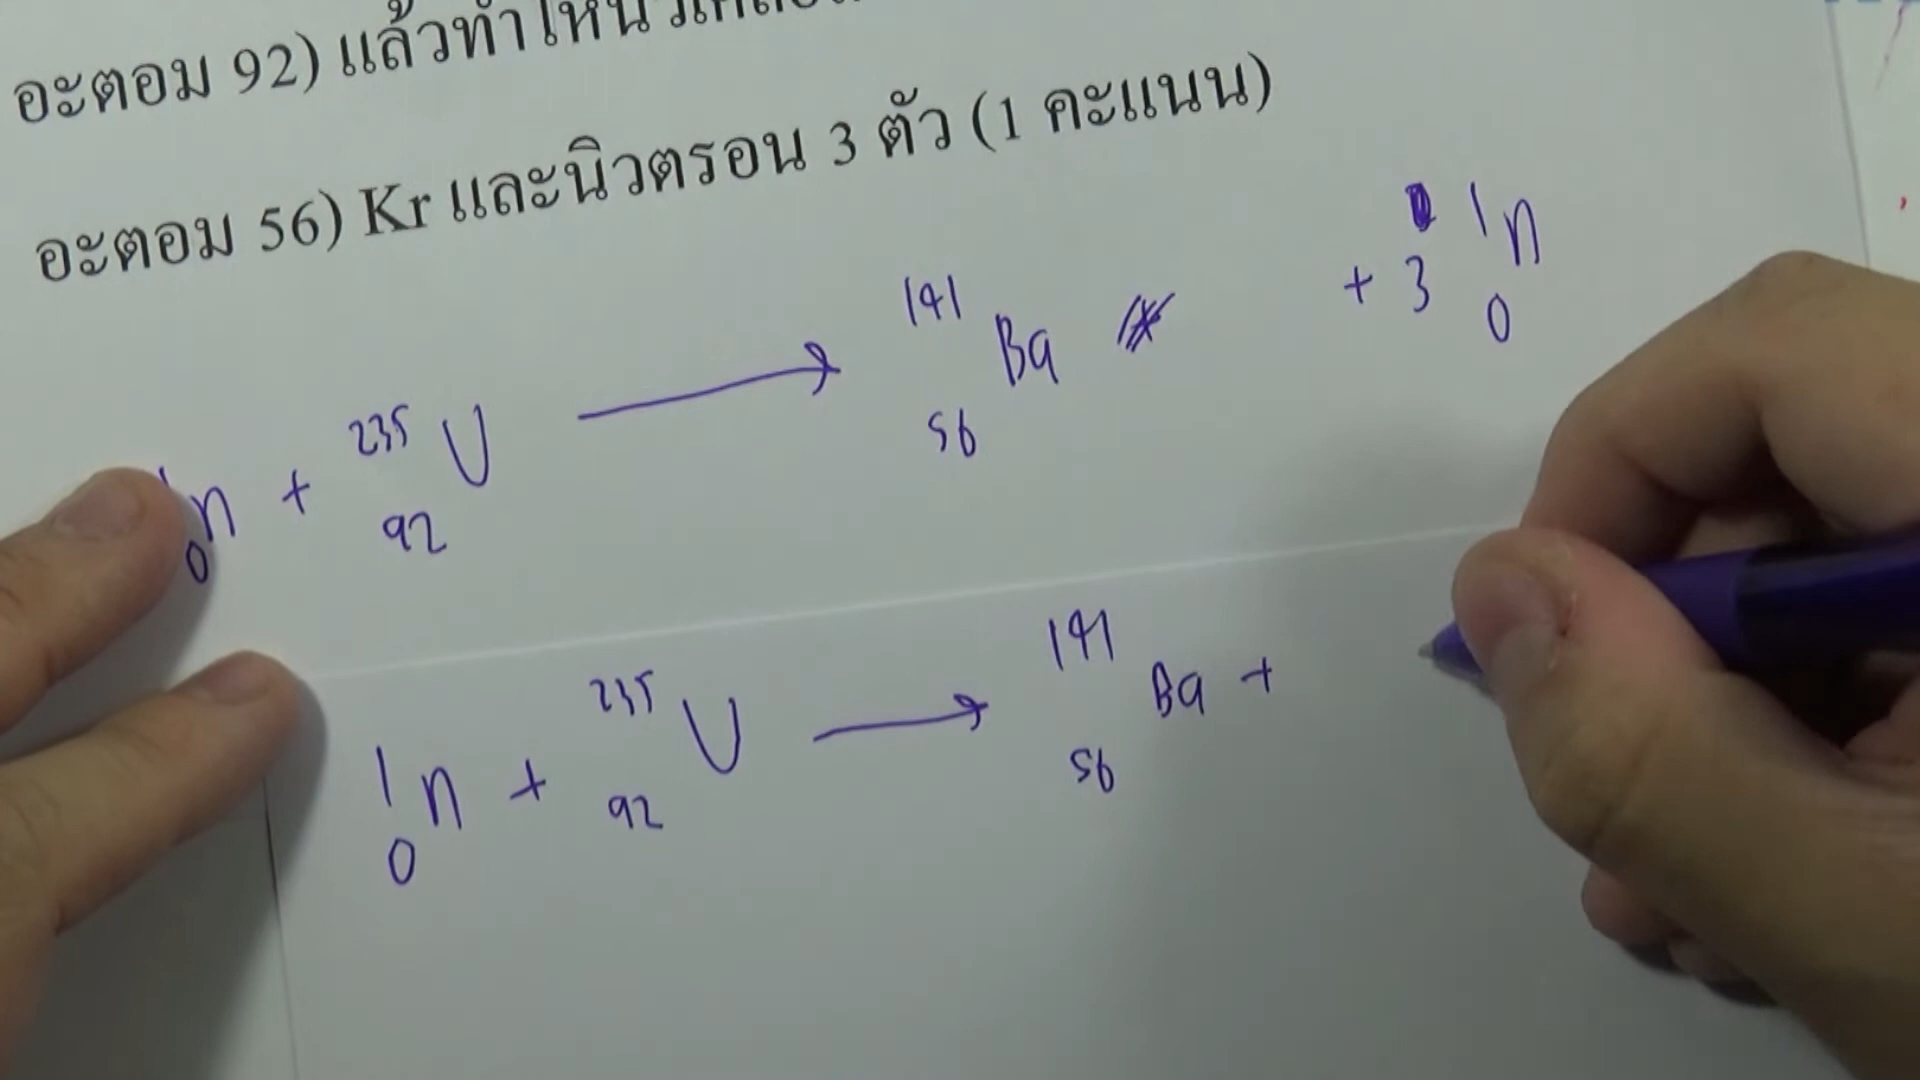 อะตอม 92) แล้วทำให้
อะตอม 56) Kr และนิวตรอน 3 ตัว (1 คะแนน)
1 0 n + 235 92 U → 141 56 Ba + 3 1 0 n
1 0 n + 235 92 U → 141 56 Ba +